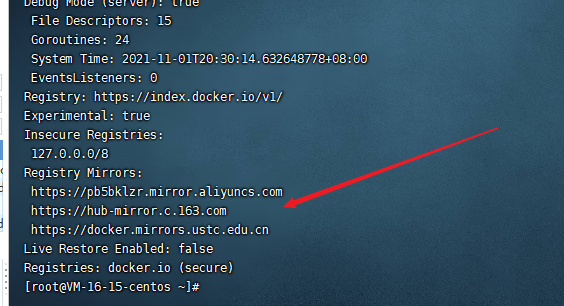 Debug Mode (server): true
File Descriptors: 15
Goroutines: 24
System Time: 2021-11-01T20:30:14.632648778+08:00
EventsListeners: 0
Registry: https://index.docker.io/v1/
Experimental: true
Insecure Registries:
127.0.0.0/8
Registry Mirrors:
https://pb5bklzr.mirror.aliyuncs.com
https://hub-mirror.c.163.com
https://docker.mirrors.ustc.edu.cn
Live Restore Enabled: false
Registries: docker.io (secure)
[root@VM-16-15-centos ~]#